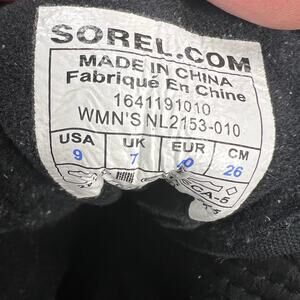 SOREL.COM
MADE IN CHINA
Fabriqué En Chine
1641191010
WMN'S NL2153-010
USA UK EUR CM
9 7 26